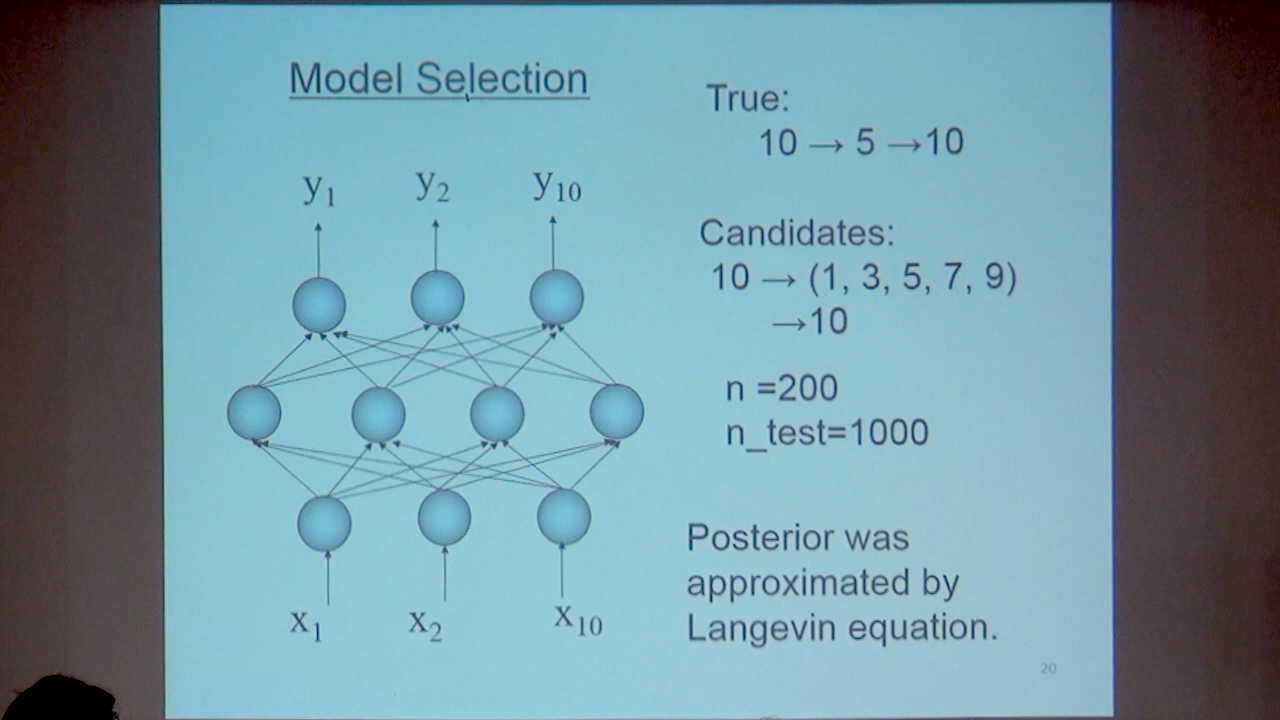 Model Selection
y1 y2 y10
x1 x2 x10
True:
10 → 5 →10
Candidates:
10 → (1, 3, 5, 7, 9)
→10
n =200
n_test=1000
Posterior was
approximated by
Langevin equation.
20